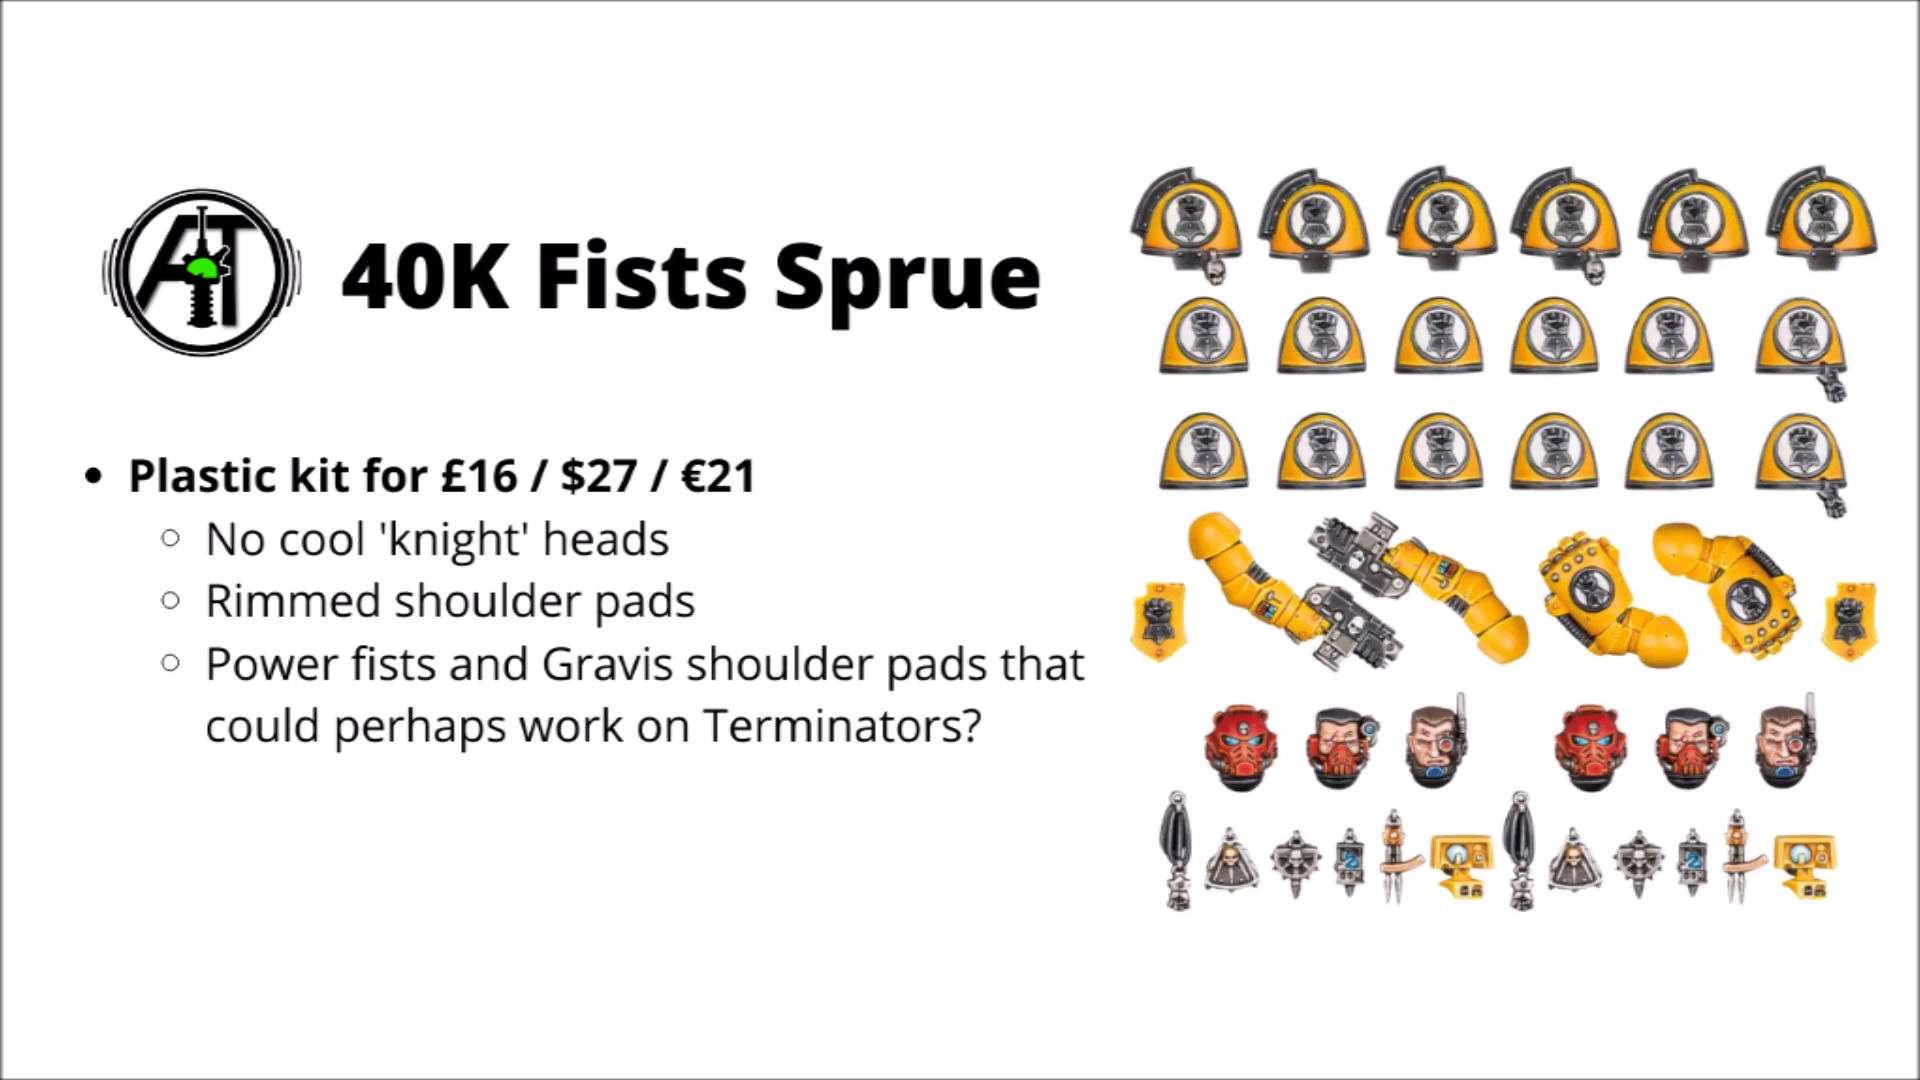 AT
40K Fists Sprue
• Plastic kit for £16 / $27 / €21
○ No cool 'knight' heads
○ Rimmed shoulder pads
○ Power fists and Gravis shoulder pads that
could perhaps work on Terminators?